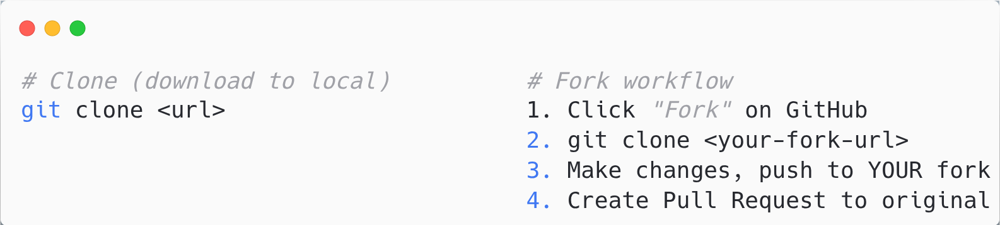 # Clone (download to local)
git clone <url>
# Fork workflow
1. Click "Fork" on GitHub
2. git clone <your-fork-url>
3. Make changes, push to YOUR fork
4. Create Pull Request to original